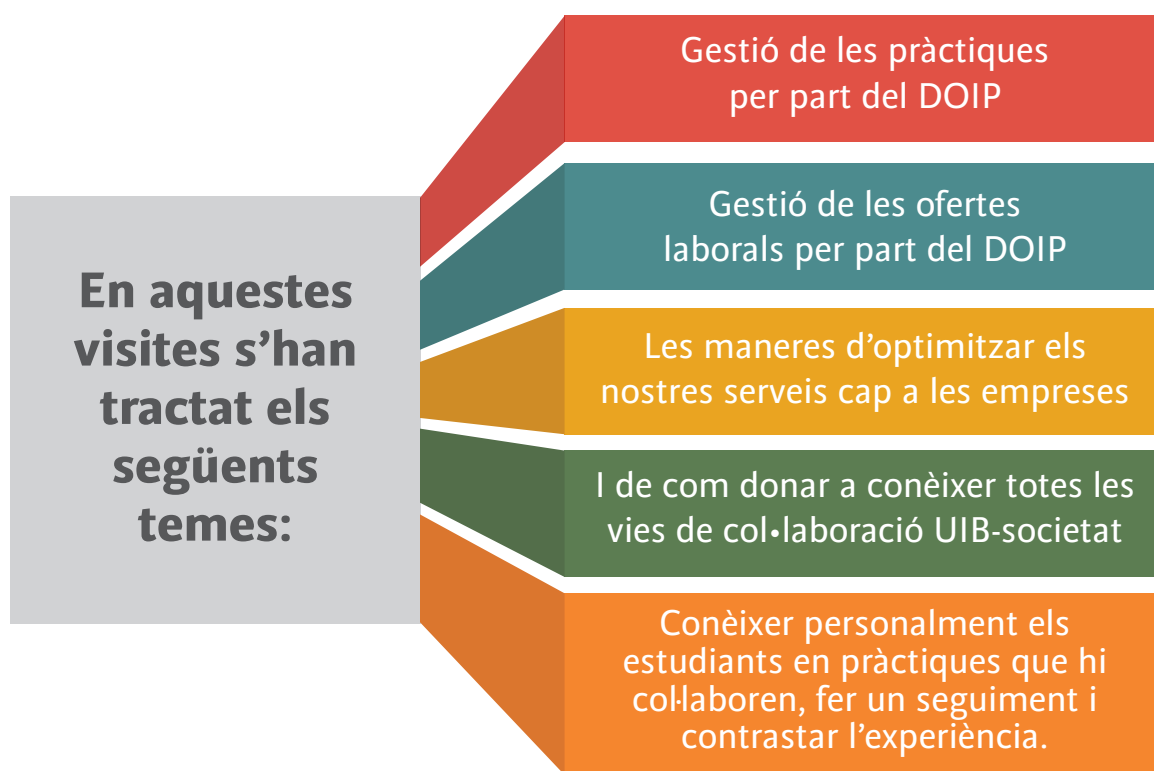 En aquestes
visites s’han
tractat els
següents
temes:
Gestió de les pràctiques
per part del DOIP
Gestió de les ofertes
laborals per part del DOIP
Les maneres d’optimitzar els
nostres serveis cap a les empreses
I de com donar a conèixer totes les
vies de col•laboració UIB-societat
Conèixer personalment els
estudiants en pràctiques que hi
col·laboren, fer un seguiment i
contrastar l’experiència.